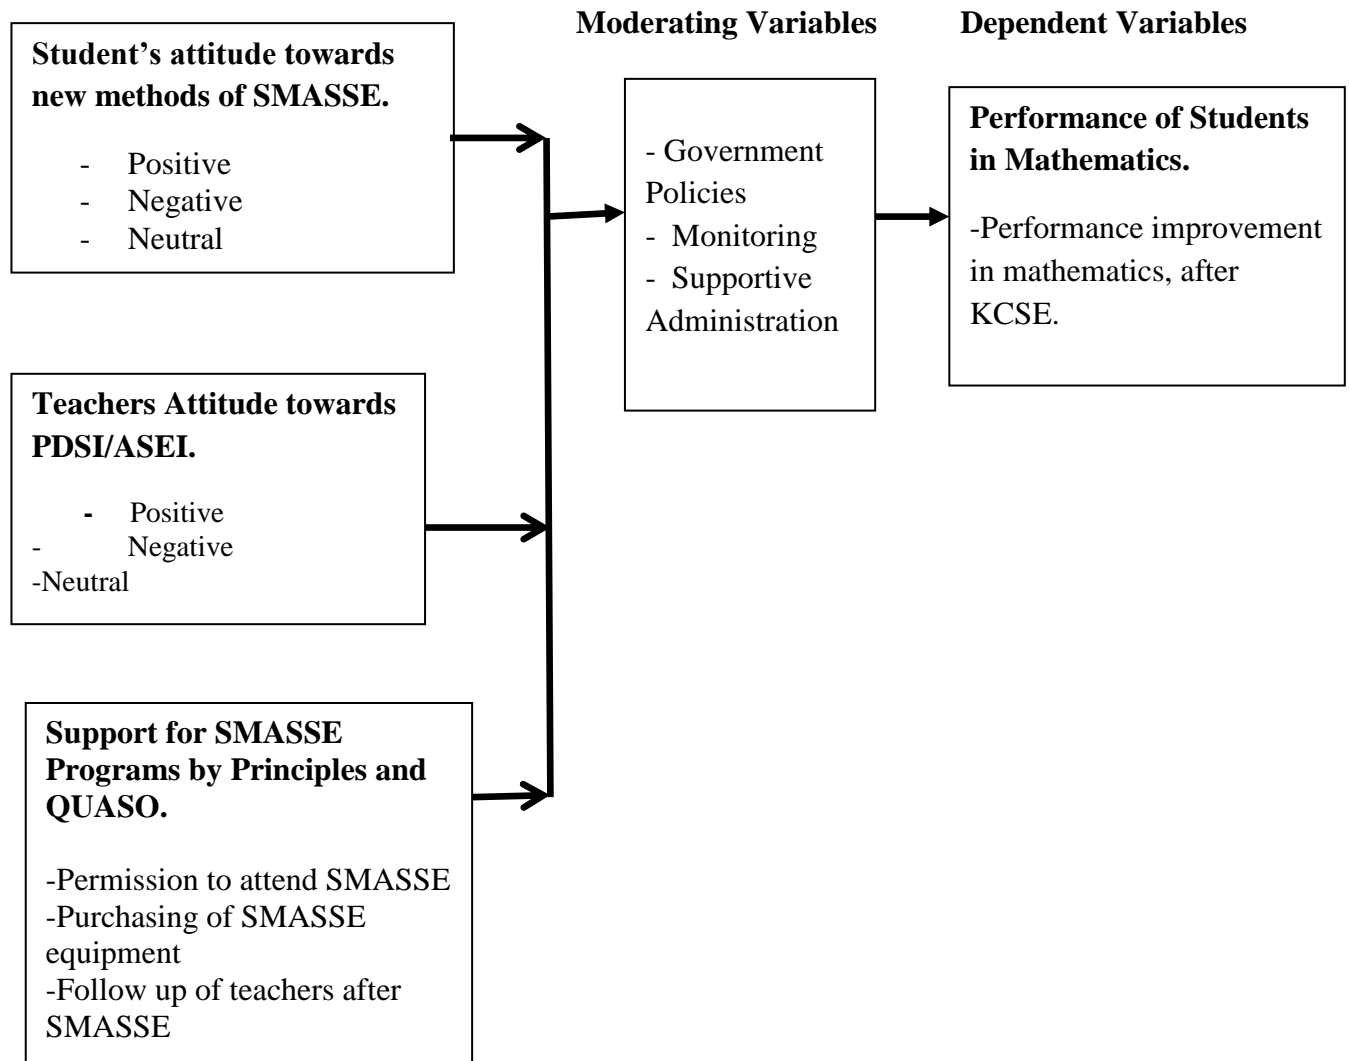 Moderating Variables
Dependent Variables
Student’s attitude towards
new methods of SMASSE.
- Positive
- Negative
- Neutral
Teachers Attitude towards
PDSI/ASEI.
- Positive
- Negative
-Neutral
Support for SMASSE
Programs by Principles and
QUASO.
-Permission to attend SMASSE
-Purchasing of SMASSE
equipment
-Follow up of teachers after
SMASSE
- Government
Policies
- Monitoring
- Supportive
Administration
Performance of Students
in Mathematics.
-Performance improvement
in mathematics, after
KCSE.